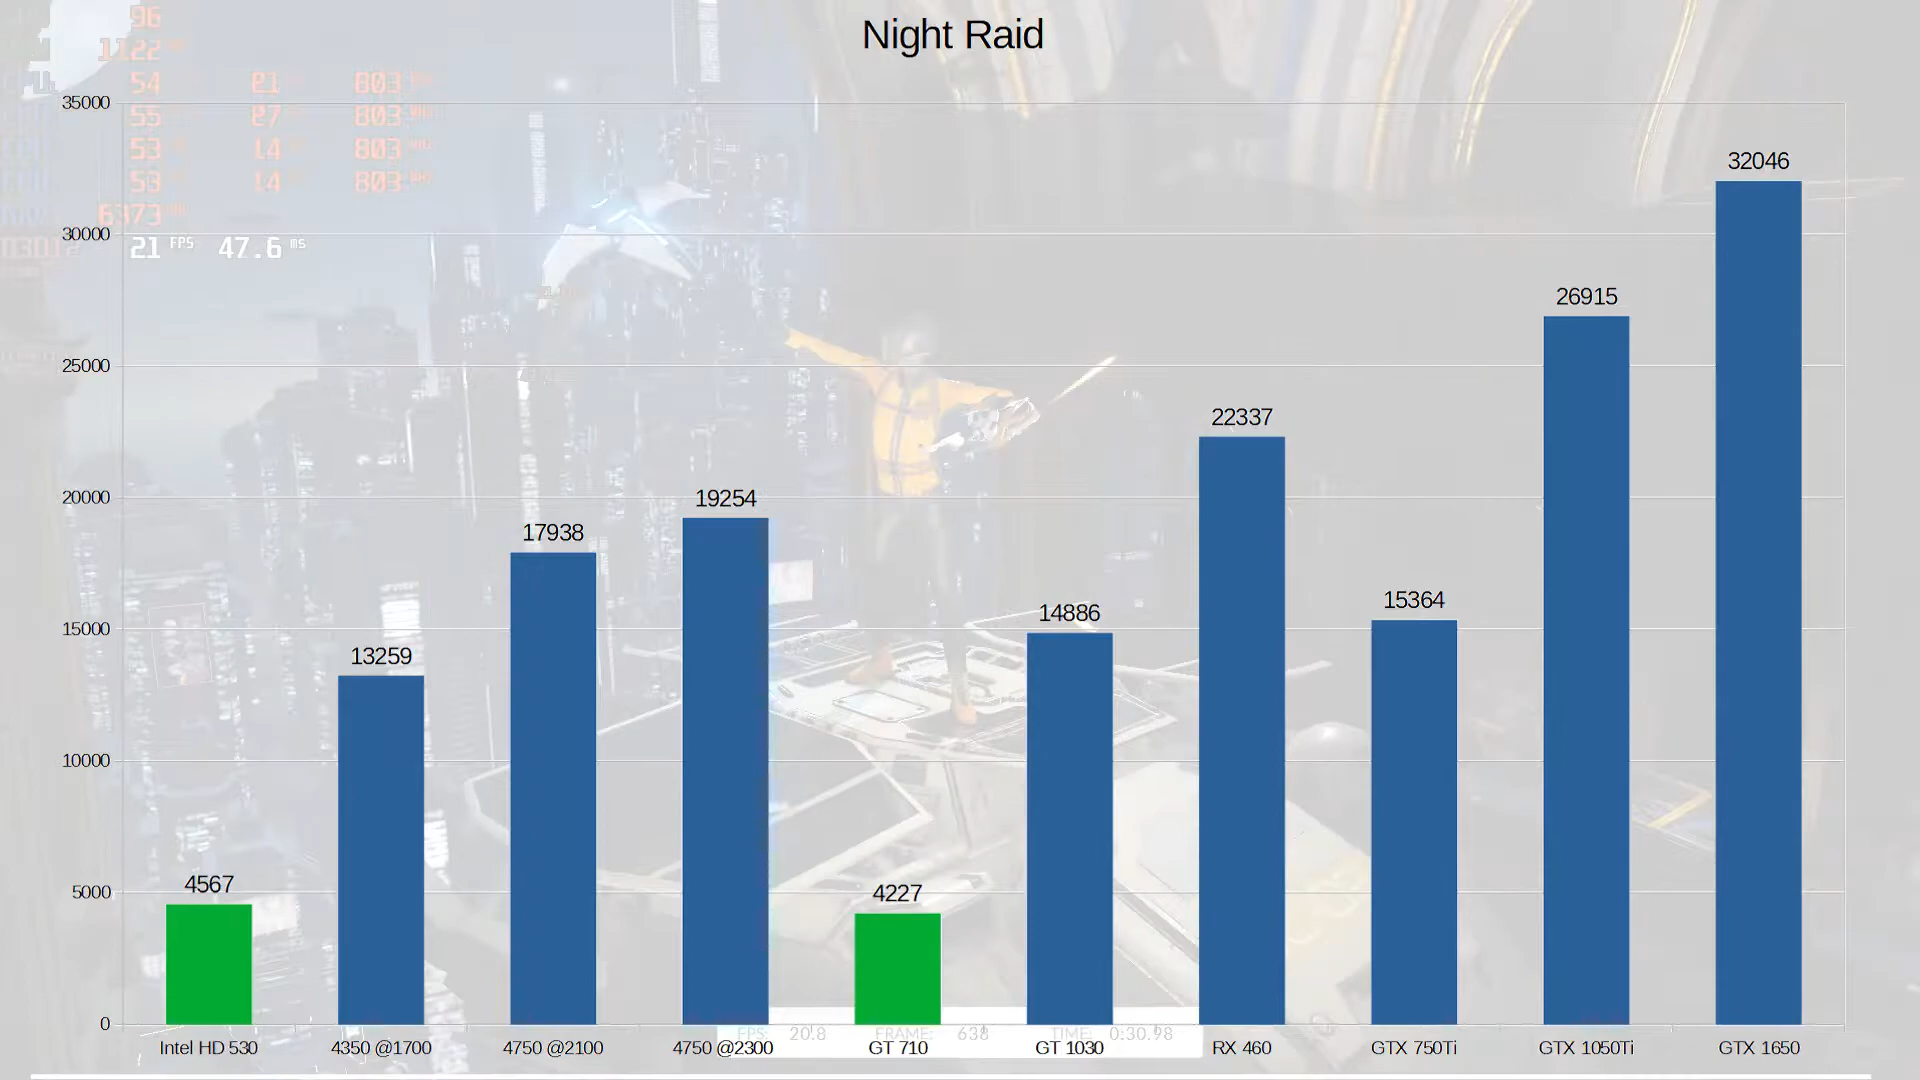 Night Raid
96
1122
54 21 803
55 27 803
53 14 803
53 14 803
6373
21 FPS 47.6 ms
35000
30000
25000
20000
15000
10000
5000
0
4567
13259
17938
19254
4227
14886
22337
15364
26915
32046
FPS: 20.8 FRAME: 638 TIME: 0:30.98
Intel HD 530 4350 @1700 4750 @2100 4750 @2300 GT 710 GT 1030 RX 460 GTX 750Ti GTX 1050Ti GTX 1650